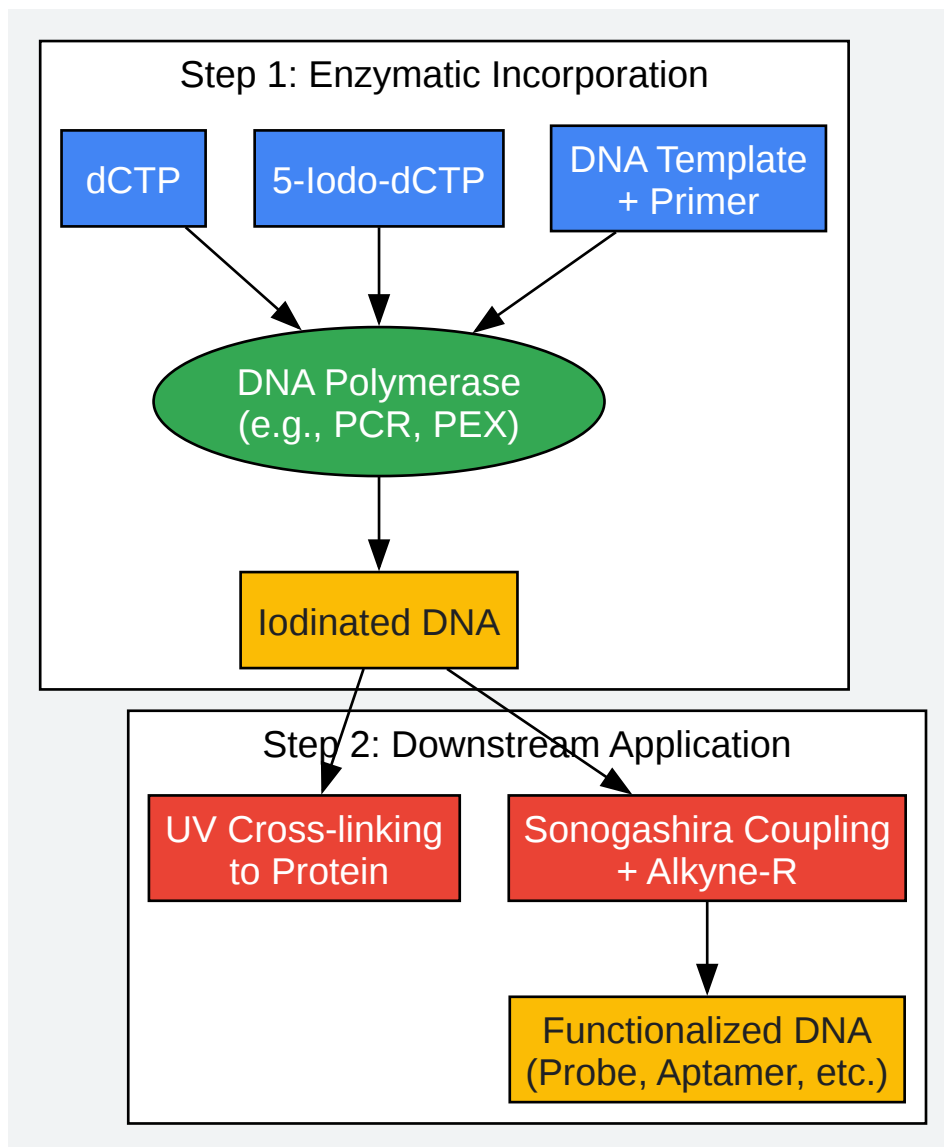 Step 1: Enzymatic Incorporation
dCTP
5-Iodo-dCTP
DNA Template
+ Primer
DNA Polymerase
(e.g., PCR, PEX)
Iodinated DNA
Step 2: Downstream Application
UV Cross-linking
to Protein
Sonogashira Coupling
+ Alkyne-R
Functionalized DNA
(Probe, Aptamer, etc.)